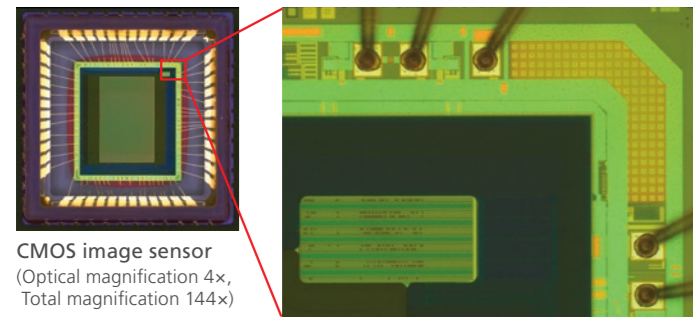 CMOS image sensor
(Optical magnification 4×,
Total magnification 144×)